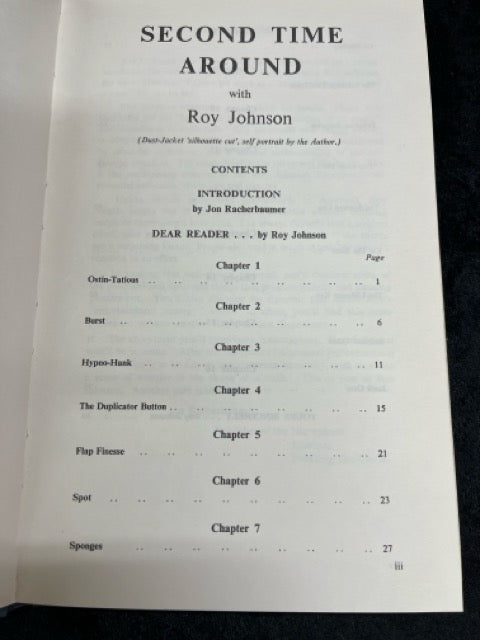 SECOND TIME
AROUND
with
Roy Johnson
(Dust-Jacket 'silhouette cut', self portrait by the Author.)
CONTENTS
INTRODUCTION
by Jon Racherbaumer
DEAR READER . . . by Roy Johnson
Page
Chapter 1
Ostin-Tatious .. .. .. .. .. .. .. .. .. 1
Chapter 2
Burst .. .. .. .. .. .. .. .. 6
Chapter 3
Hypno-Hank .. .. .. .. .. .. .. .. 11
Chapter 4
The Duplicator Button .. .. .. .. .. .. .. 15
Chapter 5
Flap Finesse .. .. .. .. .. .. .. .. .. 21
Chapter 6
Spot .. .. .. .. .. .. .. .. .. .. 23
Chapter 7
Sponges .. .. .. .. .. .. .. .. .. 27
iii